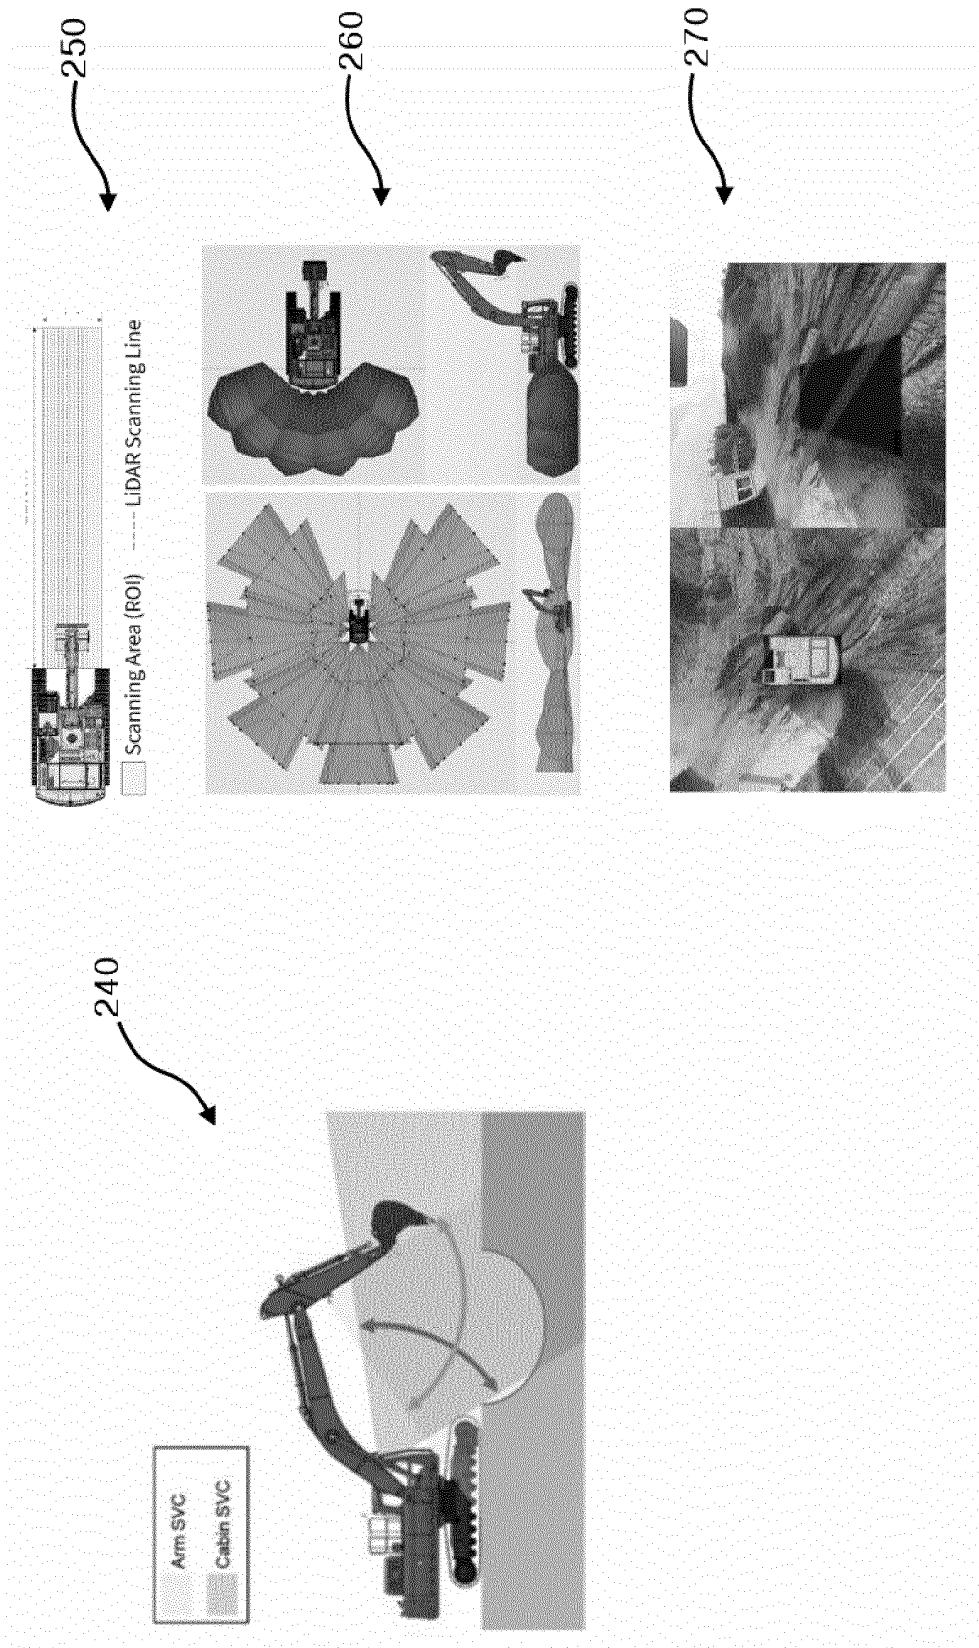 240
Arm SVC
Cabin SVC
250
Scanning Area (ROI) LiDAR Scanning Line
260
270